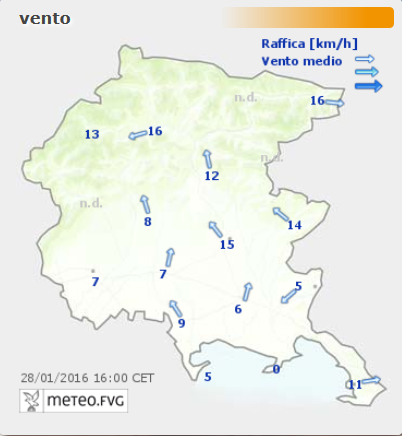 vento
Raffica [km/h]
Vento medio
n.d.
16
13
16
n.d.
12
n.d.
8
14
15
7
7
5
6
9
0
5
11
28/01/2016 16:00 CET
METEO.FVG